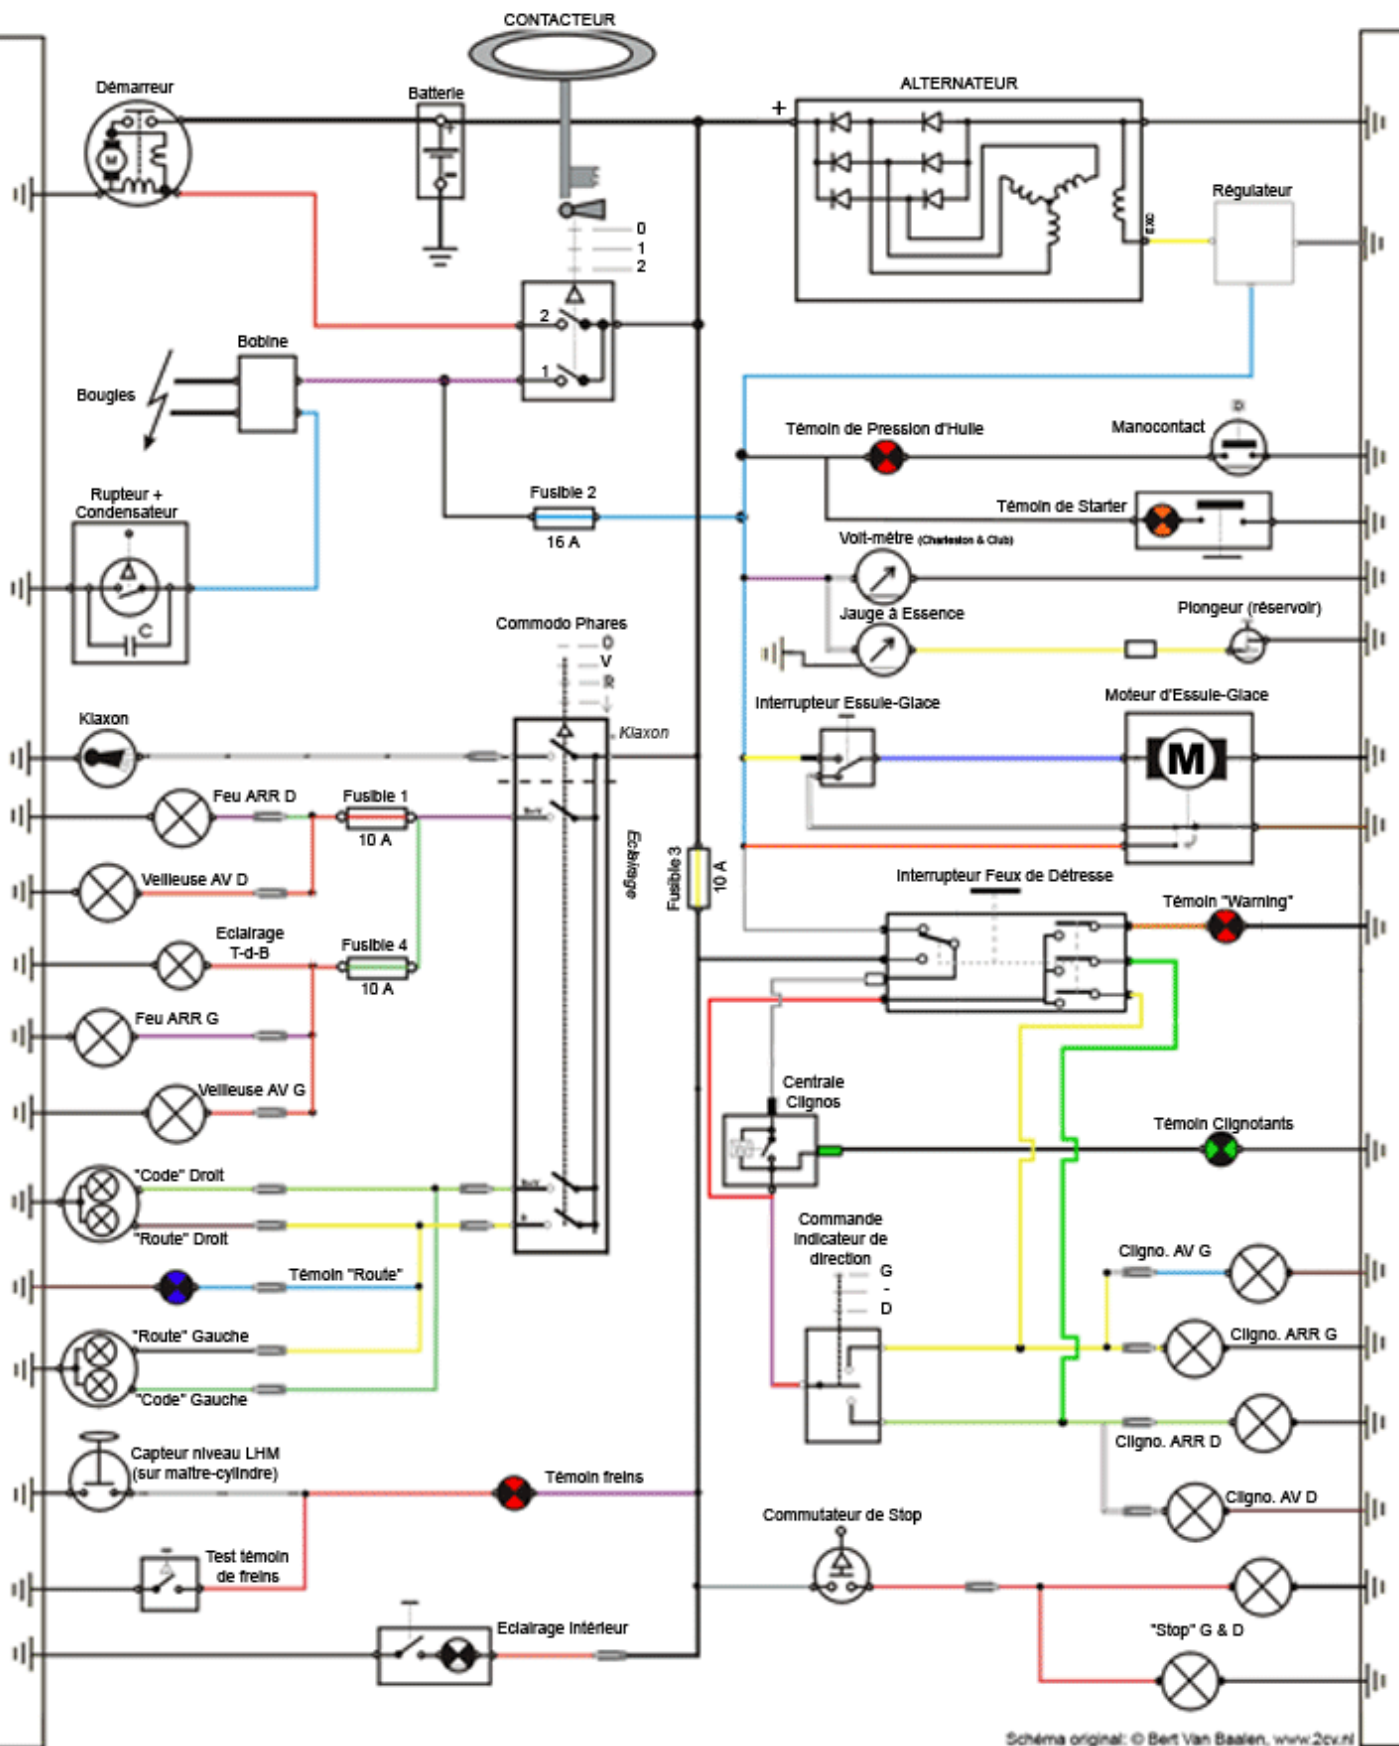 CONTACTEUR
Démarreur
Batterie
ALTERNATEUR
+
+
-
M
0
1
2
EXC
Régulateur
2
1
Bobine
Bougies
Témoin de Pression d'Huile
Manocontact
D
Rupteur +
Condensateur
C
Fusible 2
16 A
Témoin de Starter
Volt-mètre (Charleston & Club)
Jauge à Essence
Plongeur (réservoir)
Commodo Phares
0
V
R
Klaxon
Klaxon
Interrupteur Essuie-Glace
Moteur d'Essuie-Glace
M
Feu ARR D
Fusible 1
10 A
R+V
Eclairage
Fusible 3
10 A
Veilleuse AV D
Interrupteur Feux de Détresse
Témoin "Warning"
Eclairage
T-d-B
Fusible 4
10 A
Feu ARR G
Veilleuse AV G
Centrale
Clignos
Témoin Clignotants
"Code" Droit
R+V
R
"Route" Droit
Commande
indicateur de
direction
G
-
D
Cligno. AV G
Témoin "Route"
"Route" Gauche
Cligno. ARR G
"Code" Gauche
Cligno. ARR D
Capteur niveau LHM
(sur maître-cylindre)
Témoin freins
Cligno. AV D
Commutateur de Stop
Test témoin
de freins
Eclairage Intérieur
"Stop" G & D
Schéma original: © Bert Van Baalen, www.2cv.nl